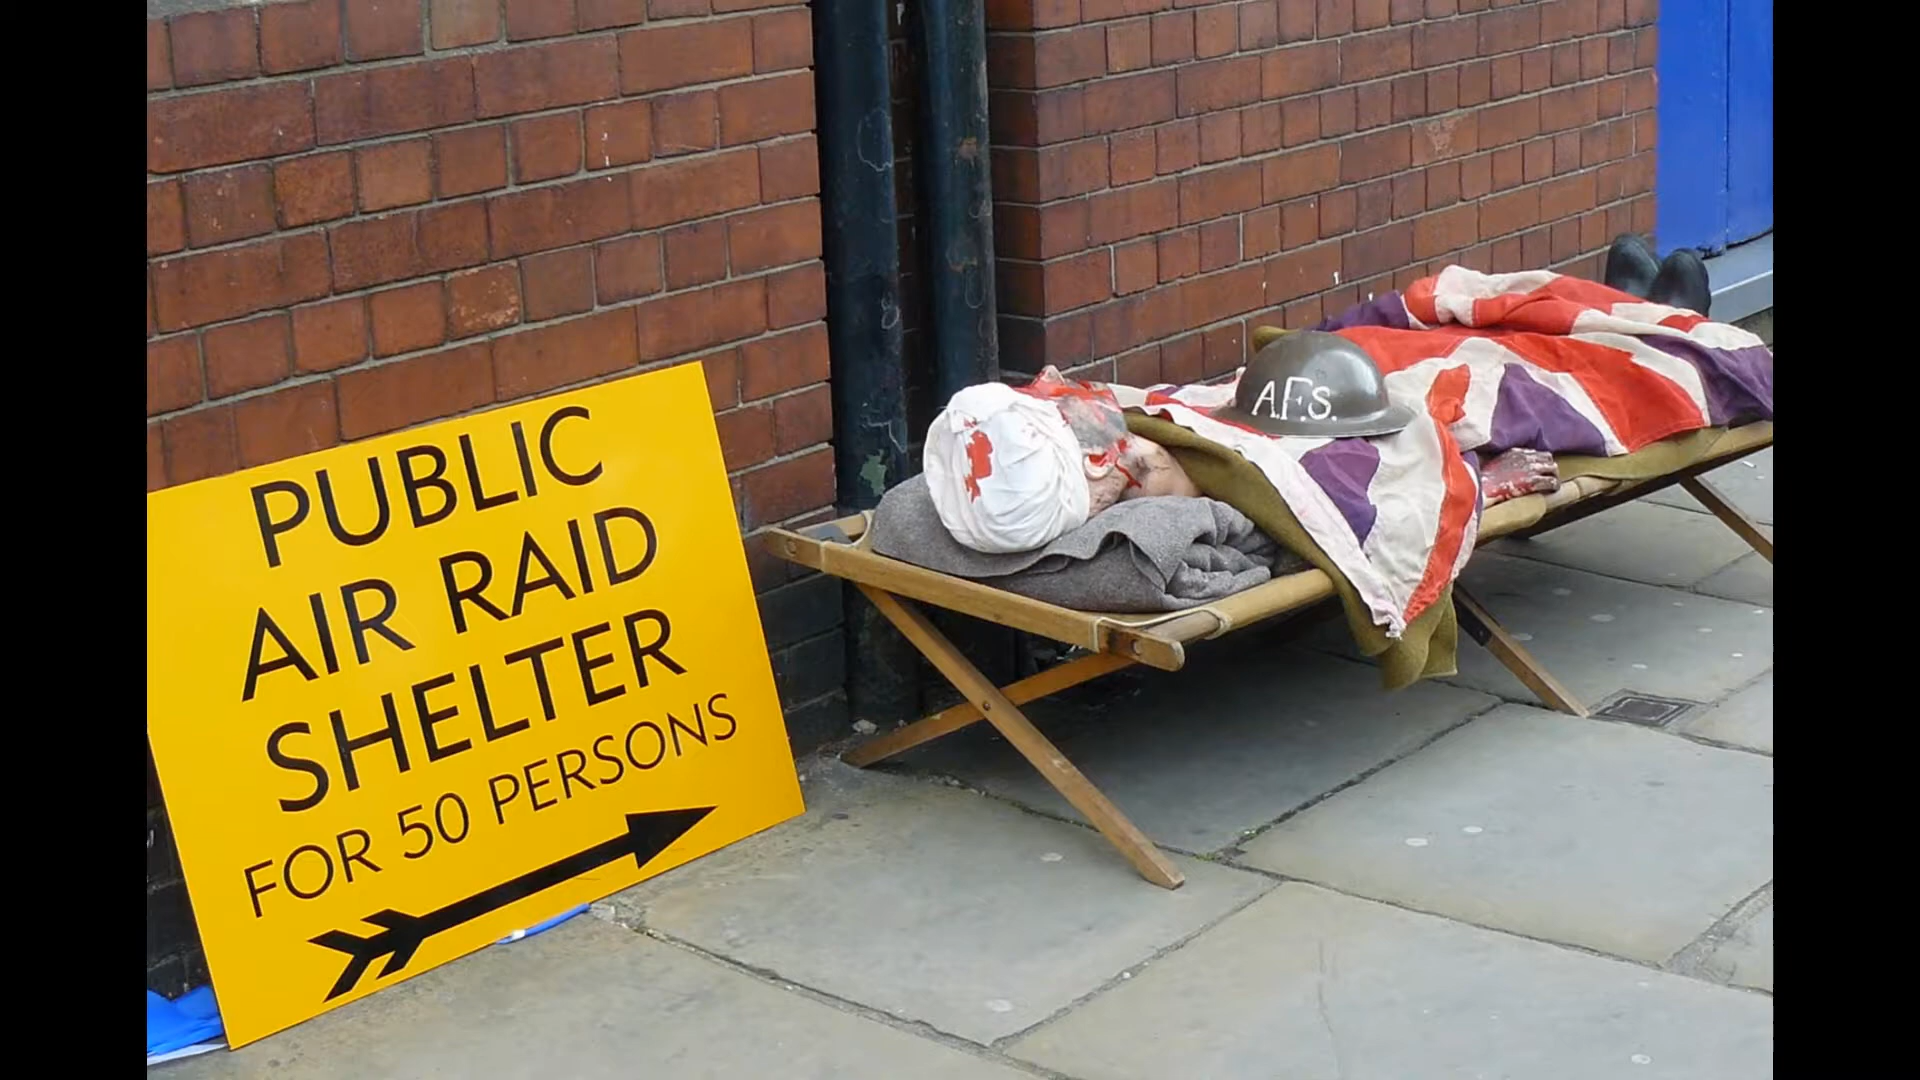 PUBLIC
AIR RAID
SHELTER
FOR 50 PERSONS
A.F.S.